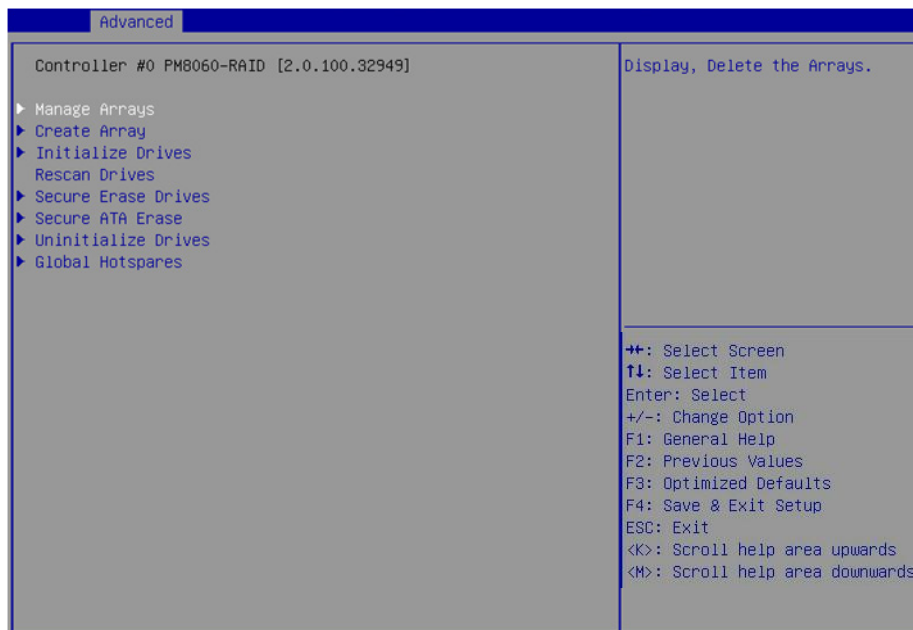 Advanced
Controller #0 PM8060-RAID [2.0.100.32949]
Manage Arrays
Create Array
Initialize Drives
Rescan Drives
Secure Erase Drives
Secure ATA Erase
Uninitialize Drives
Global Hotspares
Display, Delete the Arrays.
→←: Select Screen
↑↓: Select Item
Enter: Select
+/-: Change Option
F1: General Help
F2: Previous Values
F3: Optimized Defaults
F4: Save & Exit Setup
ESC: Exit
<K>: Scroll help area upwards
<M>: Scroll help area downwards